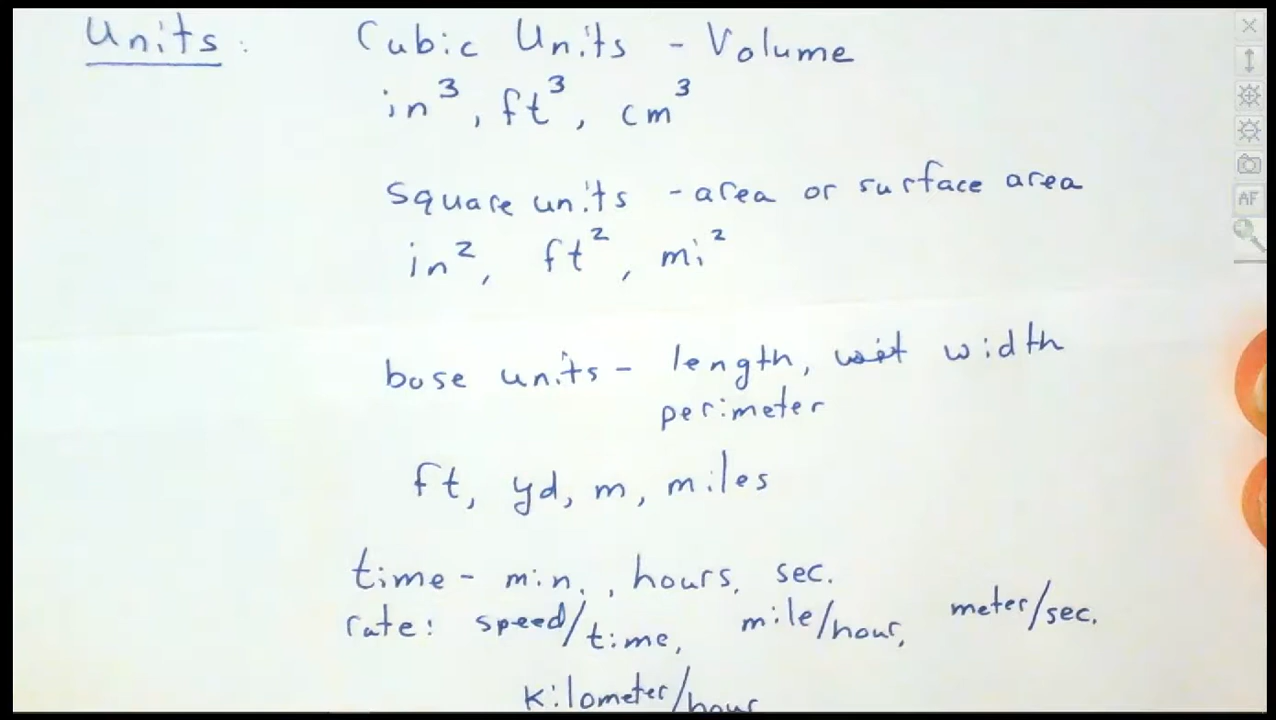 Units: Cubic Units - Volume
in³, ft³, cm³
Square units - area or surface area
in², ft², mi²
base units - length, width
perimeter
ft, yd, m, miles
time - min., hours, sec.
rate: speed/time, mile/hour, meter/sec.
kilometer/hour
AF